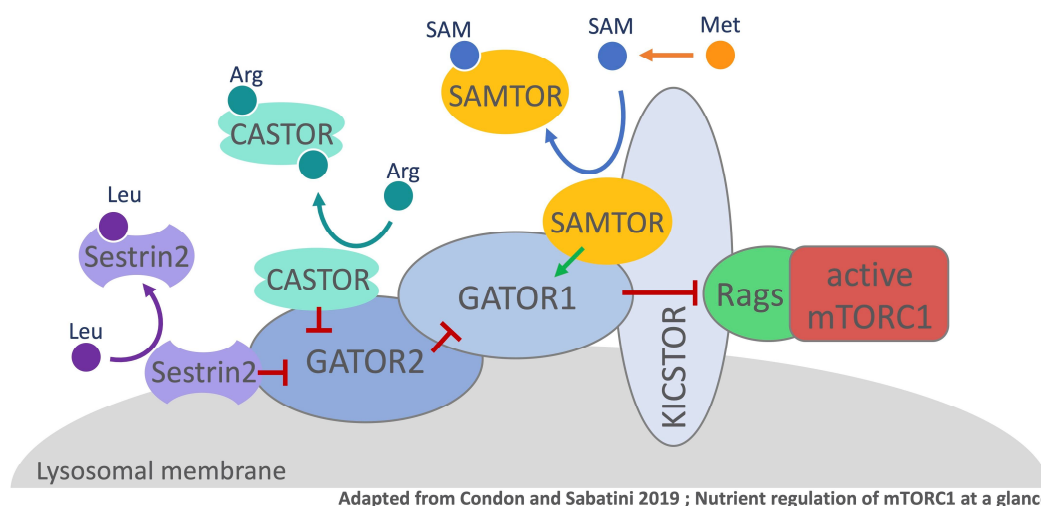 SAM
SAM
Met
SAMTOR
Arg
CASTOR
Arg
Leu
Sestrin2
SAMTOR
CASTOR
GATOR1
Rags
active
mTORC1
Leu
Sestrin2
GATOR2
KICSTOR
Lysosomal membrane
Adapted from Condon and Sabatini 2019 ; Nutrient regulation of mTORC1 at a glance